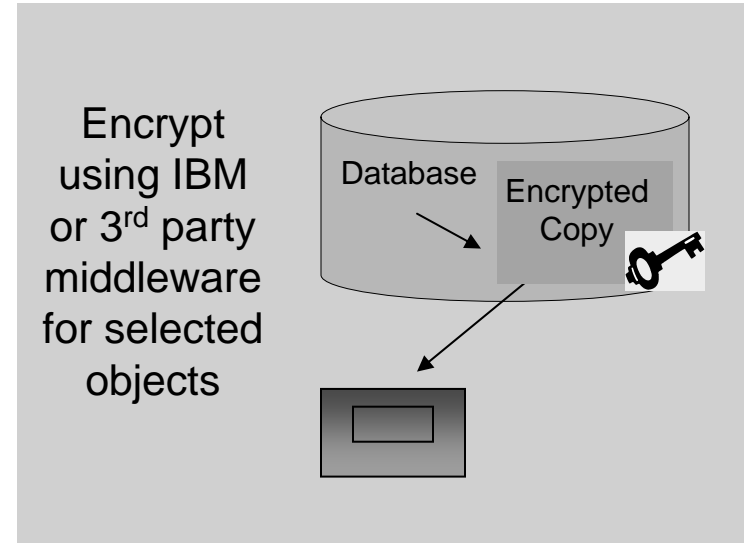 Encrypt
using IBM
or 3rd party
middleware
for selected
objects
Database
Encrypted
Copy